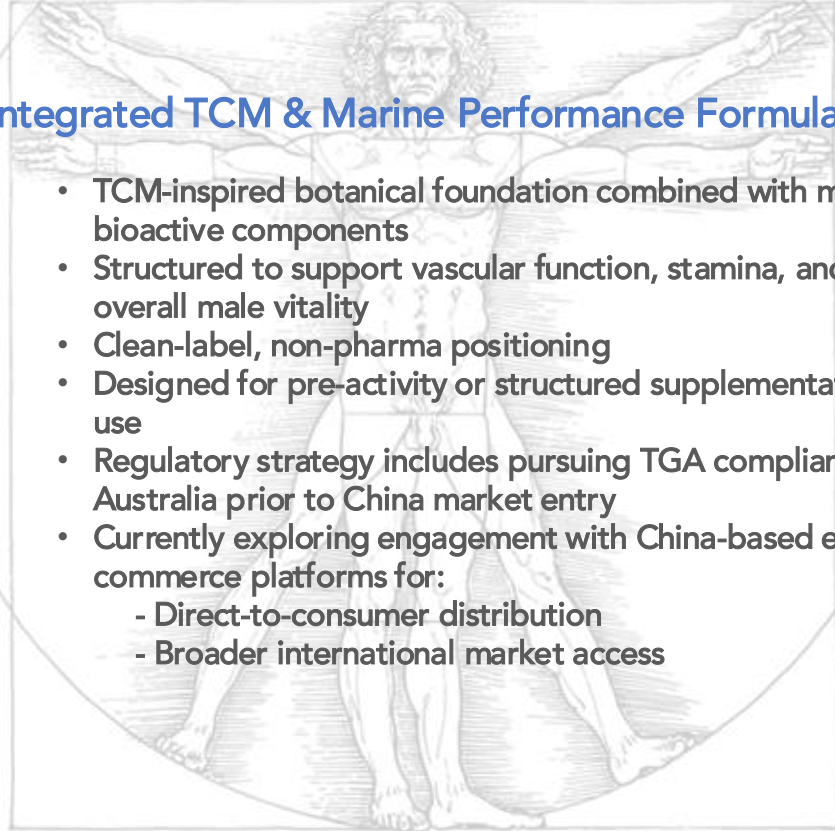 ntegrated TCM & Marine Performance Formula
• TCM-inspired botanical foundation combined with m
bioactive components
• Structured to support vascular function, stamina, and
overall male vitality
• Clean-label, non-pharma positioning
• Designed for pre-activity or structured supplementat
use
• Regulatory strategy includes pursuing TGA complian
Australia prior to China market entry
• Currently exploring engagement with China-based e
commerce platforms for:
- Direct-to-consumer distribution
- Broader international market access